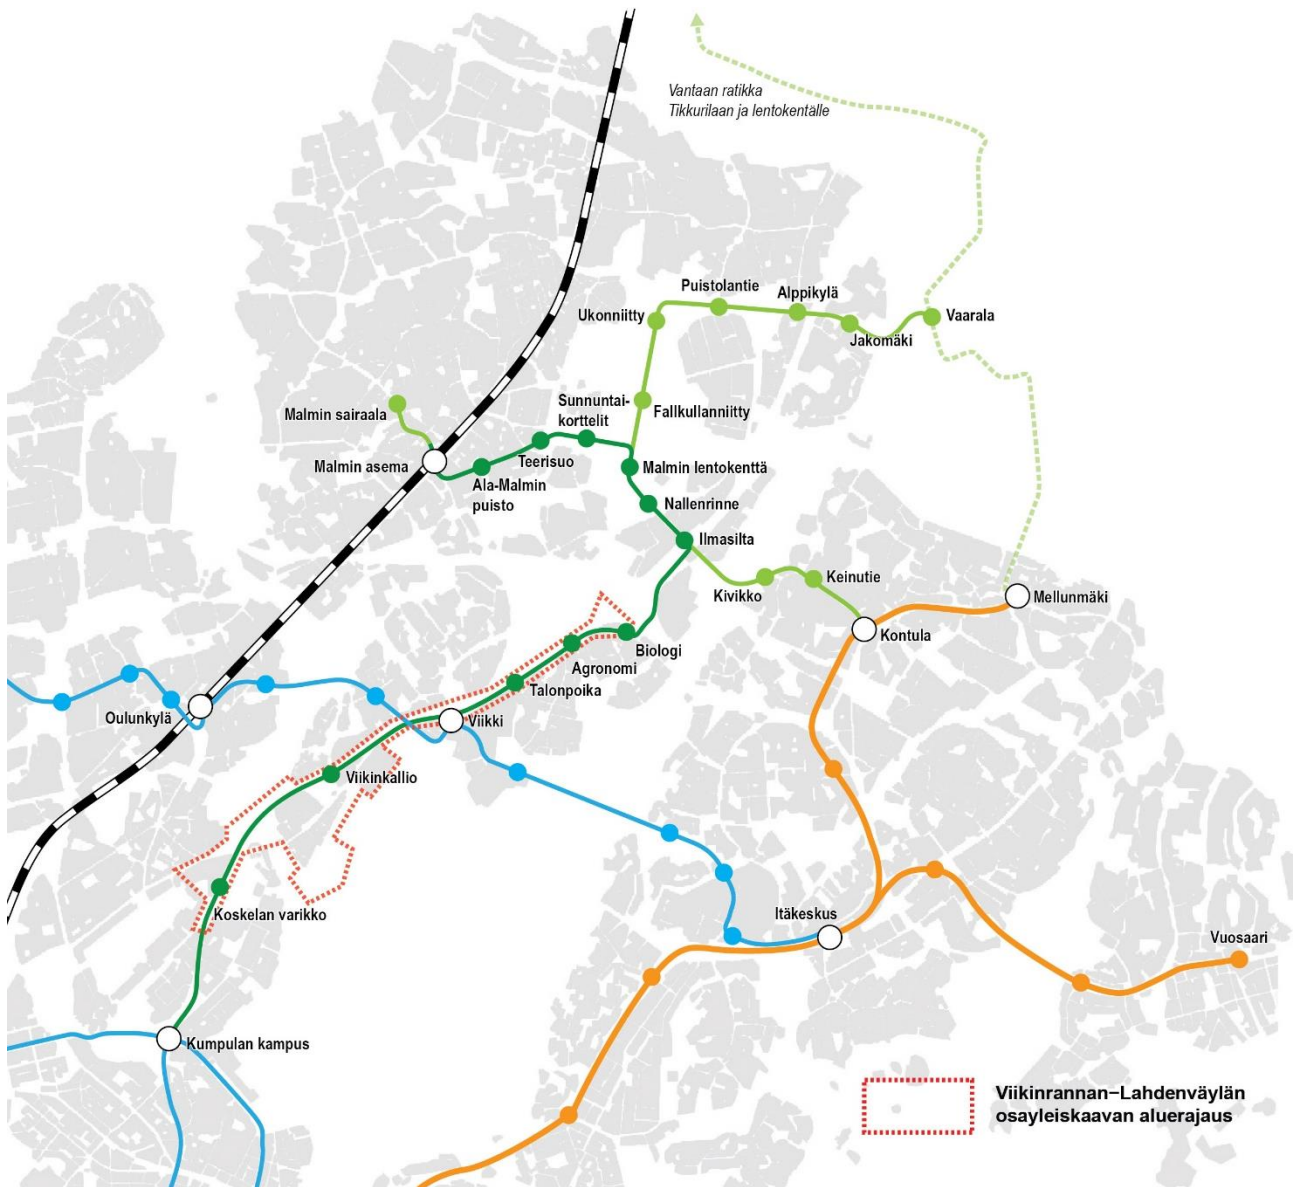 Vantaan ratikka
Tikkurilaan ja lentokentälle
Puistolantie
Alppikylä
Ukonniitty
Vaarala
Jakomäki
Malmin sairaala
Sunnuntai-
korttelit
Fallkullanniitty
Malmin asema
Teerisuo
Malmin lentokenttä
Ala-Malmin
puisto
Nallenrinne
Ilmasilta
Kivikko
Keinutie
Mellunmäki
Kontula
Biologi
Agronomi
Talonpoika
Oulunkylä
Viikki
Viikinkallio
Koskelan varikko
Itäkeskus
Vuosaari
Kumpulan kampus
Viikinrannan–Lahdenväylän
osayleiskaavan aluerajaus